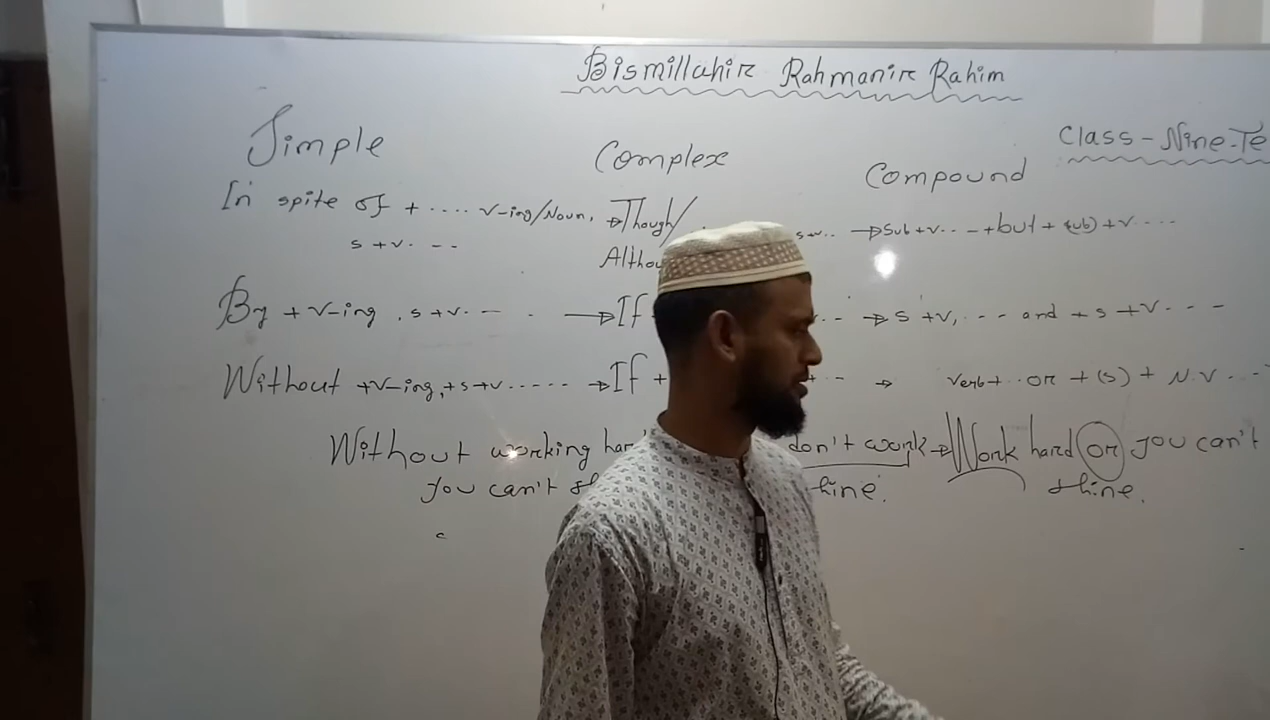 Bismillahir Rahmanir Rahim
Class-Nine-Te
Simple Complex Compound
In spite of + .... v-ing/Noun, Though/ s+v.. Sub+v.. - +but + (sub) + v ....
s+v. - - Althou
By + v-ing , s+v. -- → If .. → s +v, --- and + s +v - - -
Without +v-ing, +s+v ..... → If + + .. → verb+ .. or + (s) + N.V ...
Without working har don't work → Work hard or you can't
you can't hine. shine.
c